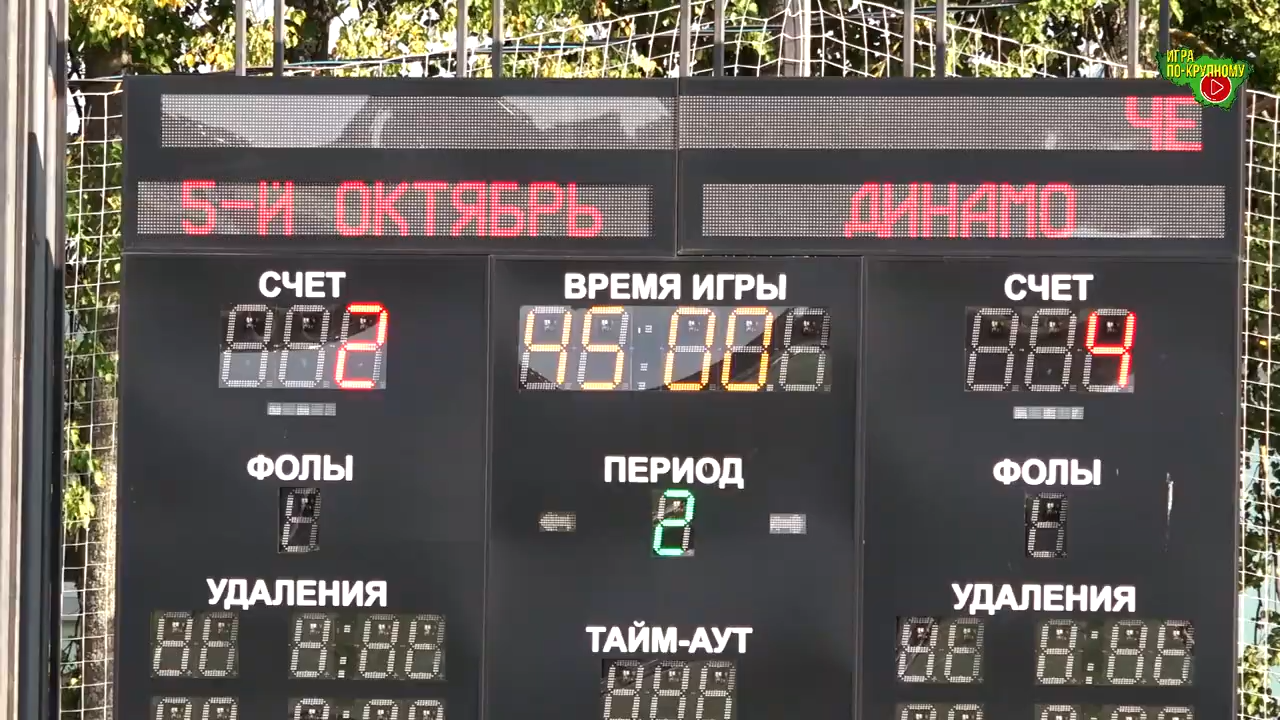 ИГРА
ПО-КРУПНОМУ
ЧЕ
5-Й ОКТЯБРЬ ДИНАМО
СЧЕТ ВРЕМЯ ИГРЫ СЧЕТ
2 45:00 4
ФОЛЫ ПЕРИОД ФОЛЫ
2
УДАЛЕНИЯ УДАЛЕНИЯ
ТАЙМ-АУТ